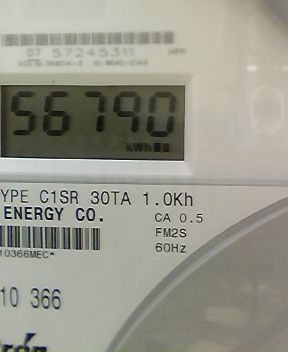 07 57245311
56790
kWh
YPE C1SR 30TA 1.0Kh
ENERGY CO.
CA 0.5
FM2S
60Hz
10366MEC*
10 366